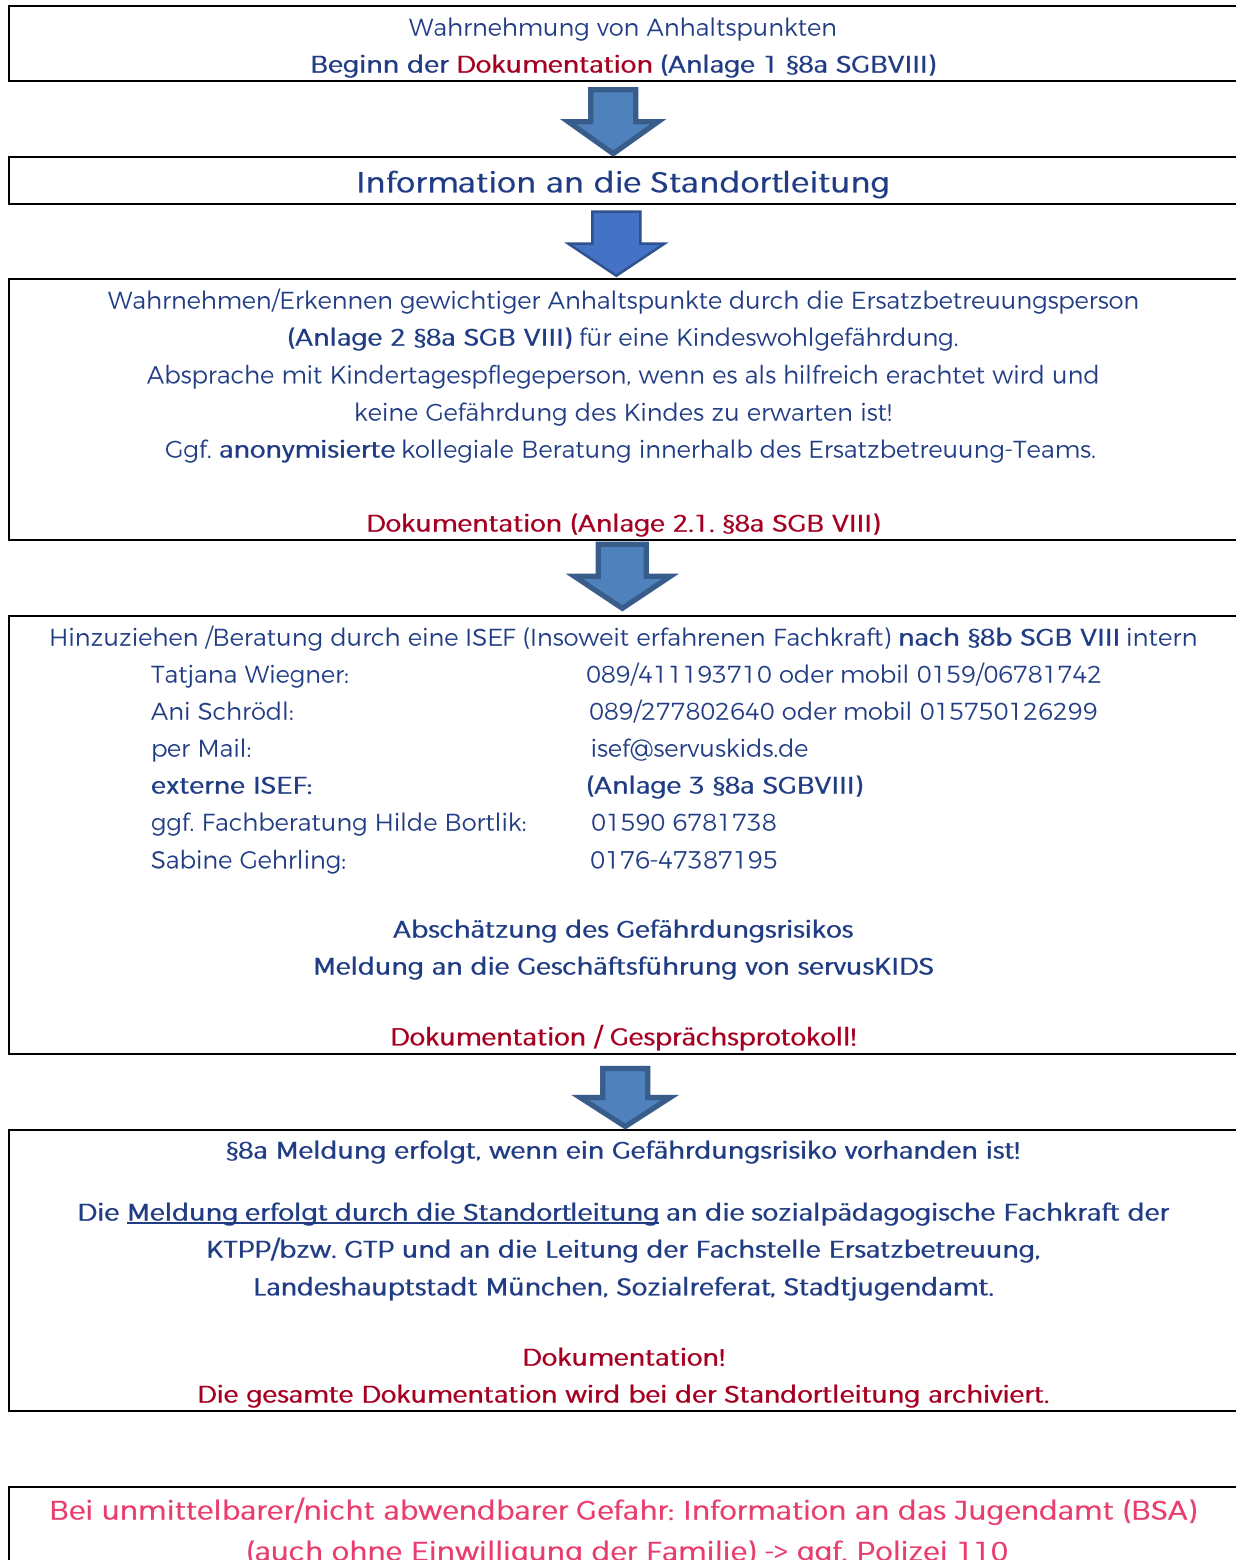 Wahrnehmung von Anhaltspunkten
Beginn der Dokumentation (Anlage 1 §8a SGBVIII)
Information an die Standortleitung
Wahrnehmen/Erkennen gewichtiger Anhaltspunkte durch die Ersatzbetreuungsperson
(Anlage 2 §8a SGB VIII) für eine Kindeswohlgefährdung.
Absprache mit Kindertagespflegeperson, wenn es als hilfreich erachtet wird und
keine Gefährdung des Kindes zu erwarten ist!
Ggf. anonymisierte kollegiale Beratung innerhalb des Ersatzbetreuung-Teams.
Dokumentation (Anlage 2.1. §8a SGB VIII)
Hinzuziehen /Beratung durch eine ISEF (Insoweit erfahrenen Fachkraft) nach §8b SGB VIII intern
Tatjana Wiegner: 089/411193710 oder mobil 0159/06781742
Ani Schrödl: 089/277802640 oder mobil 015750126299
per Mail: isef@servuskids.de
externe ISEF: (Anlage 3 §8a SGBVIII)
ggf. Fachberatung Hilde Bortlik: 01590 6781738
Sabine Gehrling: 0176-47387195
Abschätzung des Gefährdungsrisikos
Meldung an die Geschäftsführung von servusKIDS
Dokumentation / Gesprächsprotokoll!
§8a Meldung erfolgt, wenn ein Gefährdungsrisiko vorhanden ist!
Die Meldung erfolgt durch die Standortleitung an die sozialpädagogische Fachkraft der
KTPP/bzw. GTP und an die Leitung der Fachstelle Ersatzbetreuung,
Landeshauptstadt München, Sozialreferat, Stadtjugendamt.
Dokumentation!
Die gesamte Dokumentation wird bei der Standortleitung archiviert.
Bei unmittelbarer/nicht abwendbarer Gefahr: Information an das Jugendamt (BSA)
(auch ohne Einwilligung der Familie) -> ggf. Polizei 110